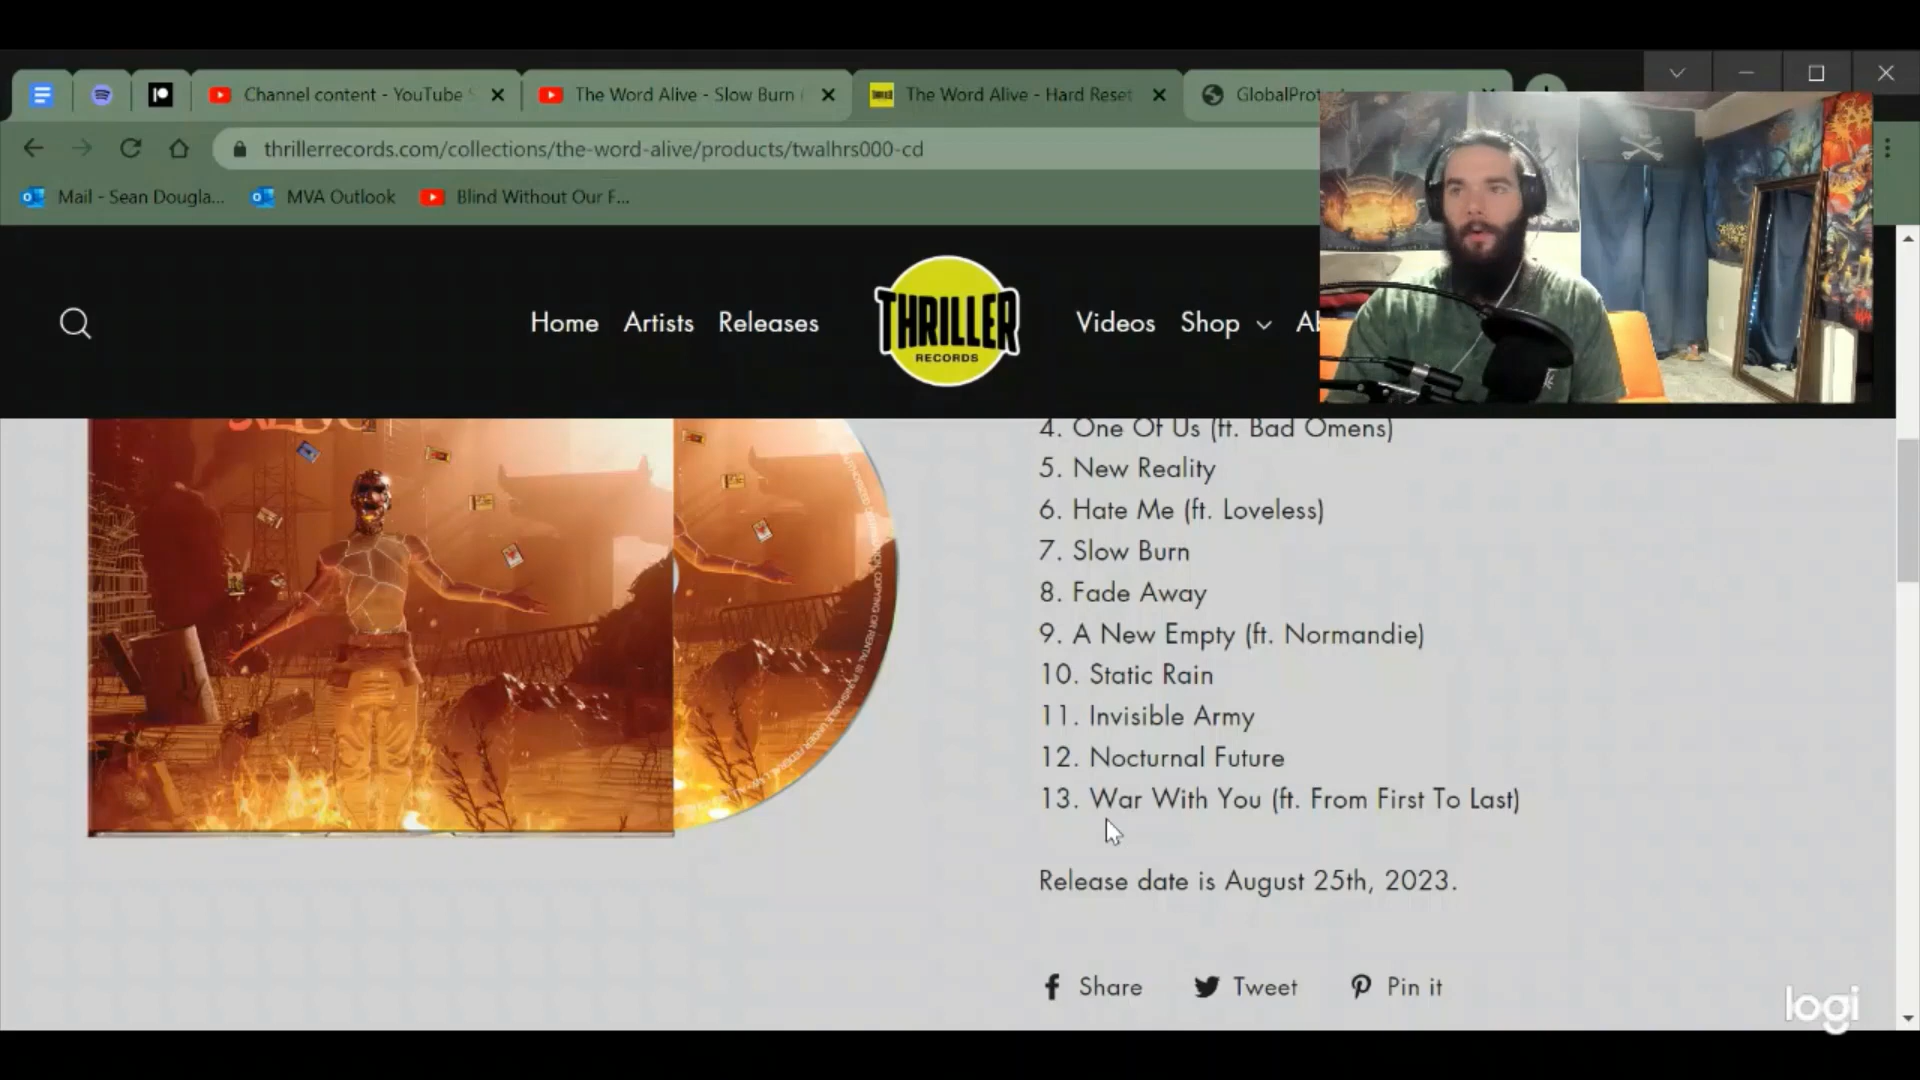 Channel content - YouTube S
The Word Alive - Slow Burn (
The Word Alive - Hard Reset
GlobalProt
thrillerrecords.com/collections/the-word-alive/products/twalhrs000-cd
Mail - Sean Dougla...
MVA Outlook
Blind Without Our F...
Home
Artists
Releases
THRILLER
RECORDS
Videos
Shop
4. One Of Us (ft. Bad Omens)
5. New Reality
6. Hate Me (ft. Loveless)
7. Slow Burn
8. Fade Away
9. A New Empty (ft. Normandie)
10. Static Rain
11. Invisible Army
12. Nocturnal Future
13. War With You (ft. From First To Last)
Release date is August 25th, 2023.
Share
Tweet
Pin it
logi